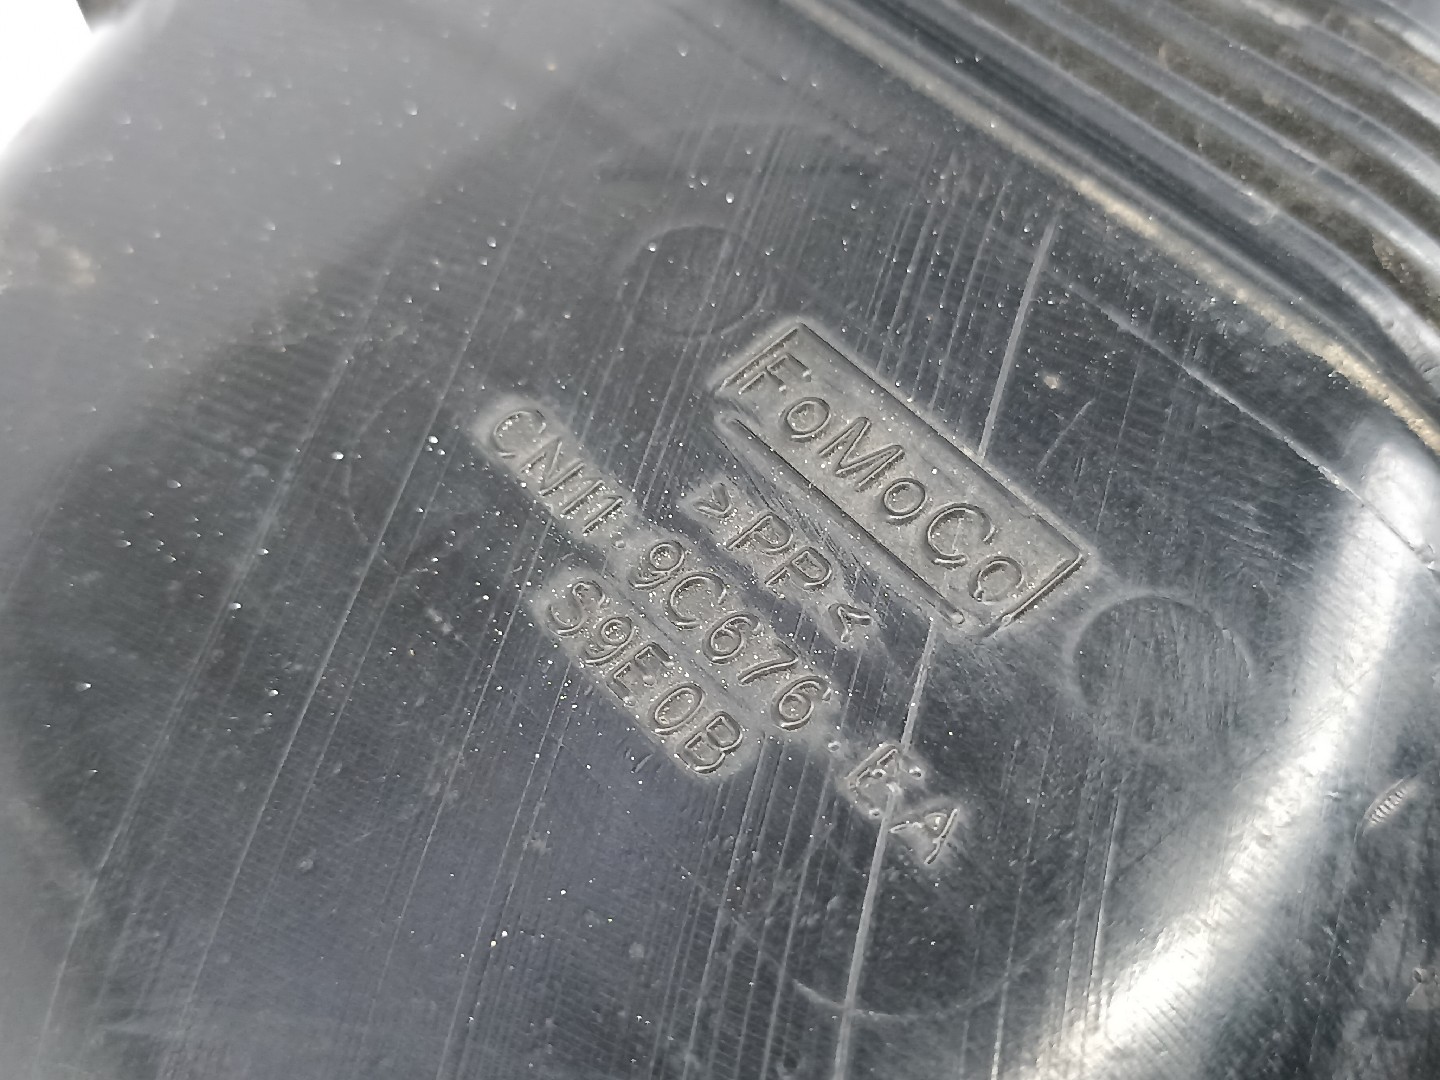 FoMoCo
>PP<
CN11.9C676.EA
S9E0B